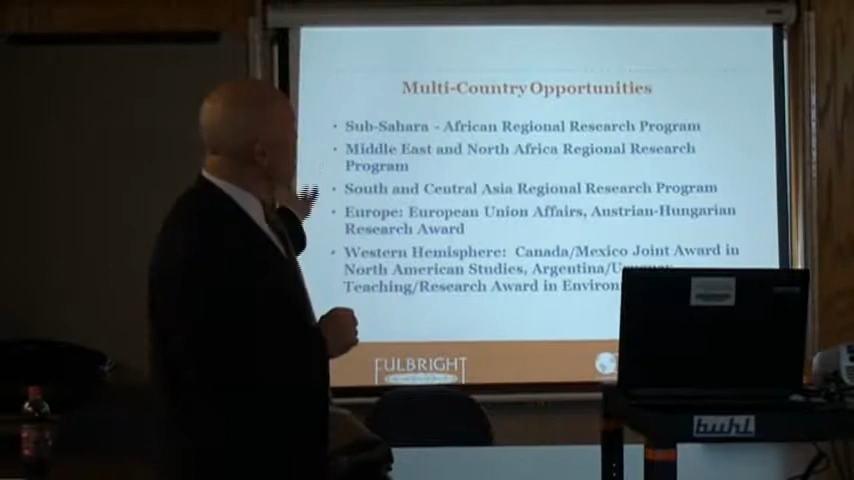 Multi-Country Opportunities
• Sub-Sahara - African Regional Research Program
• Middle East and North Africa Regional Research
Program
• South and Central Asia Regional Research Program
• Europe: European Union Affairs, Austrian-Hungarian
Research Award
• Western Hemisphere: Canada/Mexico Joint Award in
North American Studies, Argentina/Uruguay
Teaching/Research Award in Environ
FULBRIGHT
buhl